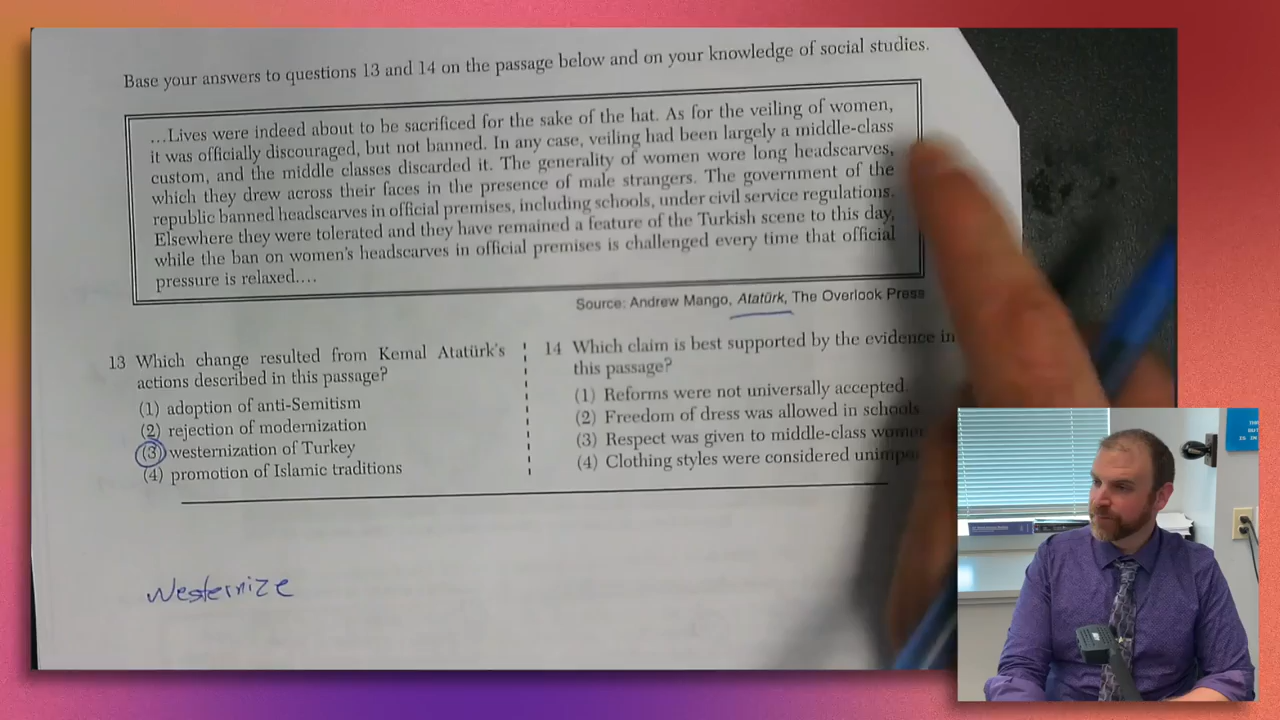 Base your answers to questions 13 and 14 on the passage below and on your knowledge of social studies.
...Lives were indeed about to be sacrificed for the sake of the hat. As for the veiling of women,
it was officially discouraged, but not banned. In any case, veiling had been largely a middle-class
custom, and the middle classes discarded it. The generality of women wore long headscarves,
which they drew across their faces in the presence of male strangers. The government of the
republic banned headscarves in official premises, including schools, under civil service regulations.
Elsewhere they were tolerated and they have remained a feature of the Turkish scene to this day,
while the ban on women's headscarves in official premises is challenged every time that official
pressure is relaxed....
Source: Andrew Mango, Atatürk, The Overlook Press
13 Which change resulted from Kemal Atatürk's
actions described in this passage?
(1) adoption of anti-Semitism
(2) rejection of modernization
(3) westernization of Turkey
(4) promotion of Islamic traditions
14 Which claim is best supported by the evidence in
this passage?
(1) Reforms were not universally accepted.
(2) Freedom of dress was allowed in schools
(3) Respect was given to middle-class
(4) Clothing styles were considered
Westernize